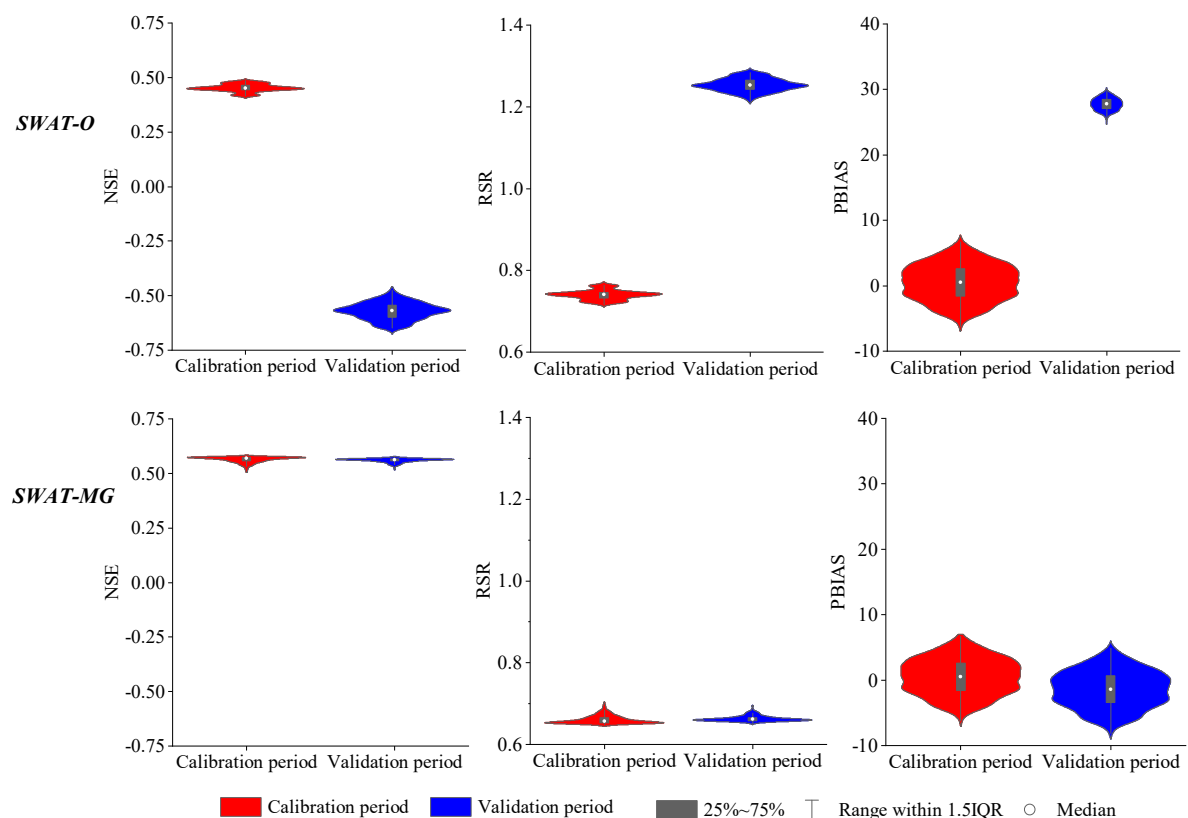 SWAT-O
NSE
0.75
0.50
0.25
0.00
-0.25
-0.50
-0.75
Calibration period Validation period
RSR
1.4
1.2
1.0
0.8
0.6
Calibration period Validation period
PBIAS
40
30
20
10
0
-10
Calibration period Validation period
SWAT-MG
NSE
0.75
0.50
0.25
0.00
-0.25
-0.50
-0.75
Calibration period Validation period
RSR
1.4
1.2
1.0
0.8
0.6
Calibration period Validation period
PBIAS
40
30
20
10
0
-10
Calibration period Validation period
Calibration period Validation period 25%~75% Range within 1.5IQR Median